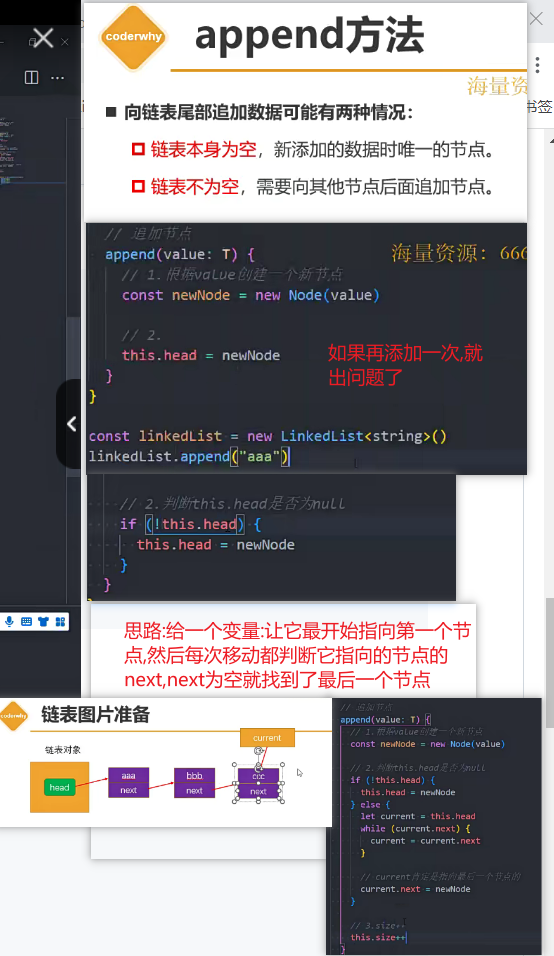 coderwhy
append方法
海量资
■ 向链表尾部追加数据可能有两种情况：
链表本身为空，新添加的数据时唯一的节点。
链表不为空，需要向其他节点后面追加节点。
书签
// 追加节点
海量资源：666
append(value: T) {
// 1.根据value创建一个新节点
const newNode = new Node(value)
// 2.
this.head = newNode
}
}
如果再添加一次,就
出问题了
const linkedList = new LinkedList<string>()
linkedList.append("aaa")
// 2.判断this.head是否为null
if (!this.head) {
this.head = newNode
}
}
思路:给一个变量:让它最开始指向第一个节
点,然后每次移动都判断它指向的节点的
next,next为空就找到了最后一个节点
coderwhy
链表图片准备
current
链表对象
head
aaa
next
bbb
next
ccc
next
// 追加节点
append(value: T) {
// 1.根据value创建一个新节点
const newNode = new Node(value)
// 2.判断this.head是否为null
if (!this.head) {
this.head = newNode
} else {
let current = this.head
while (current.next) {
current = current.next
}
// current肯定是指向最后一个节点的
current.next = newNode
}
// 3.size++
this.size++
}